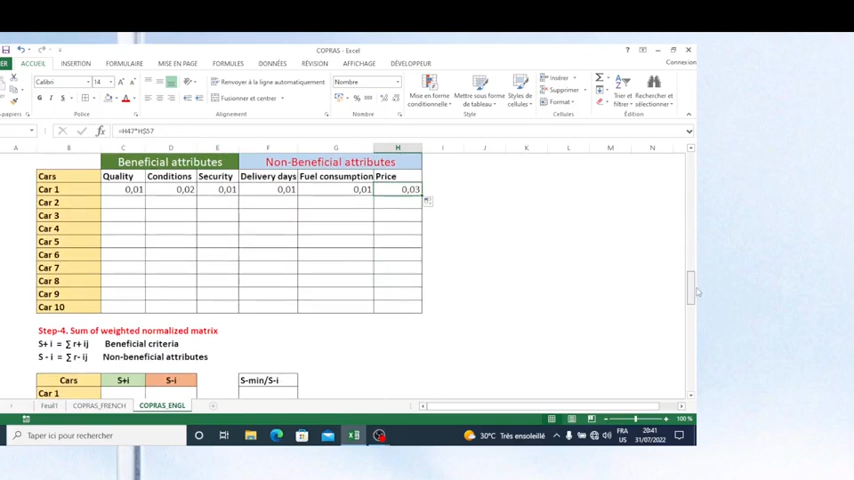 COPRAS - Excel
ACCUEIL INSERTION FORMULAIRE MISE EN PAGE FORMULES DONNÉES RÉVISION AFFICHAGE DÉVELOPPEUR
Connexion
Calibri 14 Renvoyer à la ligne automatiquement Nombre
Fusionner et centrer
Mise en forme conditionnelle
Mettre sous forme de tableau
Styles de cellules
Insérer
Supprimer
Format
Trier et filtrer
Rechercher et sélectionner
Police Alignement Nombre Style Cellules Édition
=H47*H$57
A B C D E F G H I J K L M N
Beneficial attributes Non-Beneficial attributes
Cars Quality Conditions Security Delivery days Fuel consumption Price
Car 1 0,01 0,02 0,01 0,01 0,01 0,03
Car 2
Car 3
Car 4
Car 5
Car 6
Car 7
Car 8
Car 9
Car 10
Step-4. Sum of weighted normalized matrix
S+ i = ∑ r+ ij Beneficial criteria
S - i = ∑ r- ij Non-beneficial attributes
Cars S+i S-i S-min/S-i
Car 1
Feuil1 COPRAS_FRENCH COPRAS_ENGL
100 %
Taper ici pour rechercher
30°C Très ensoleillé
FRA
US
20:41
31/07/2022